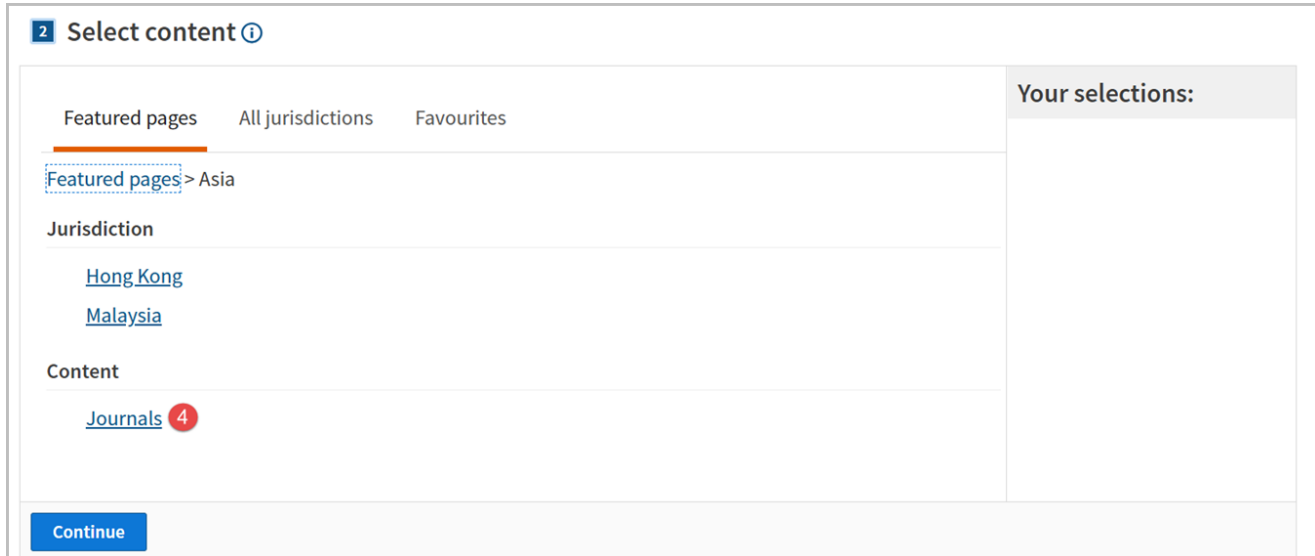 2 Select content
Your selections:
Featured pages All jurisdictions Favourites
Featured pages > Asia
Jurisdiction
Hong Kong
Malaysia
Content
Journals 4
Continue